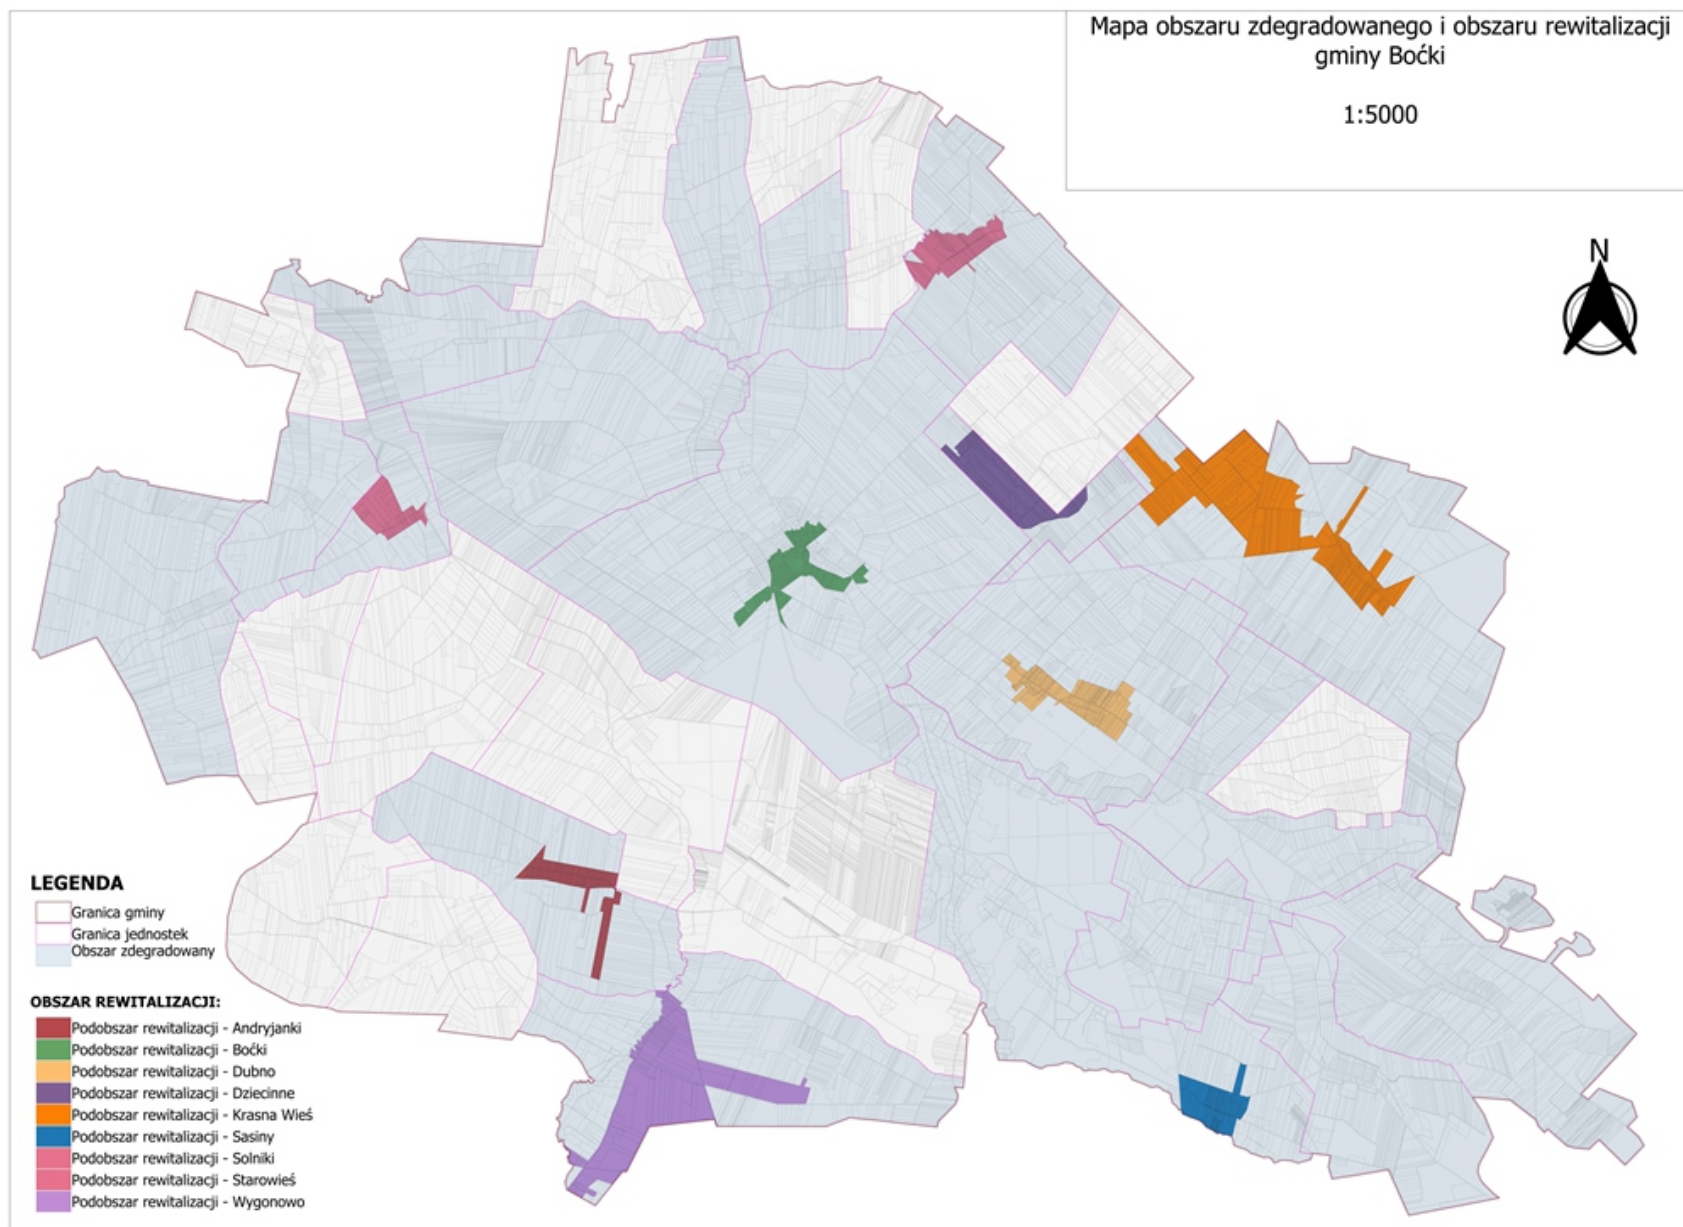 Mapa obszaru zdegradowanego i obszaru rewitalizacji
gminy Boćki
1:5000
N
LEGENDA
Granica gminy
Granica jednostek
Obszar zdegradowany
OBSZAR REWITALIZACJI:
Podobszar rewitalizacji - Andryjanki
Podobszar rewitalizacji - Boćki
Podobszar rewitalizacji - Dubno
Podobszar rewitalizacji - Dziecinne
Podobszar rewitalizacji - Krasna Wieś
Podobszar rewitalizacji - Sasiny
Podobszar rewitalizacji - Solniki
Podobszar rewitalizacji - Starowieś
Podobszar rewitalizacji - Wygonowo